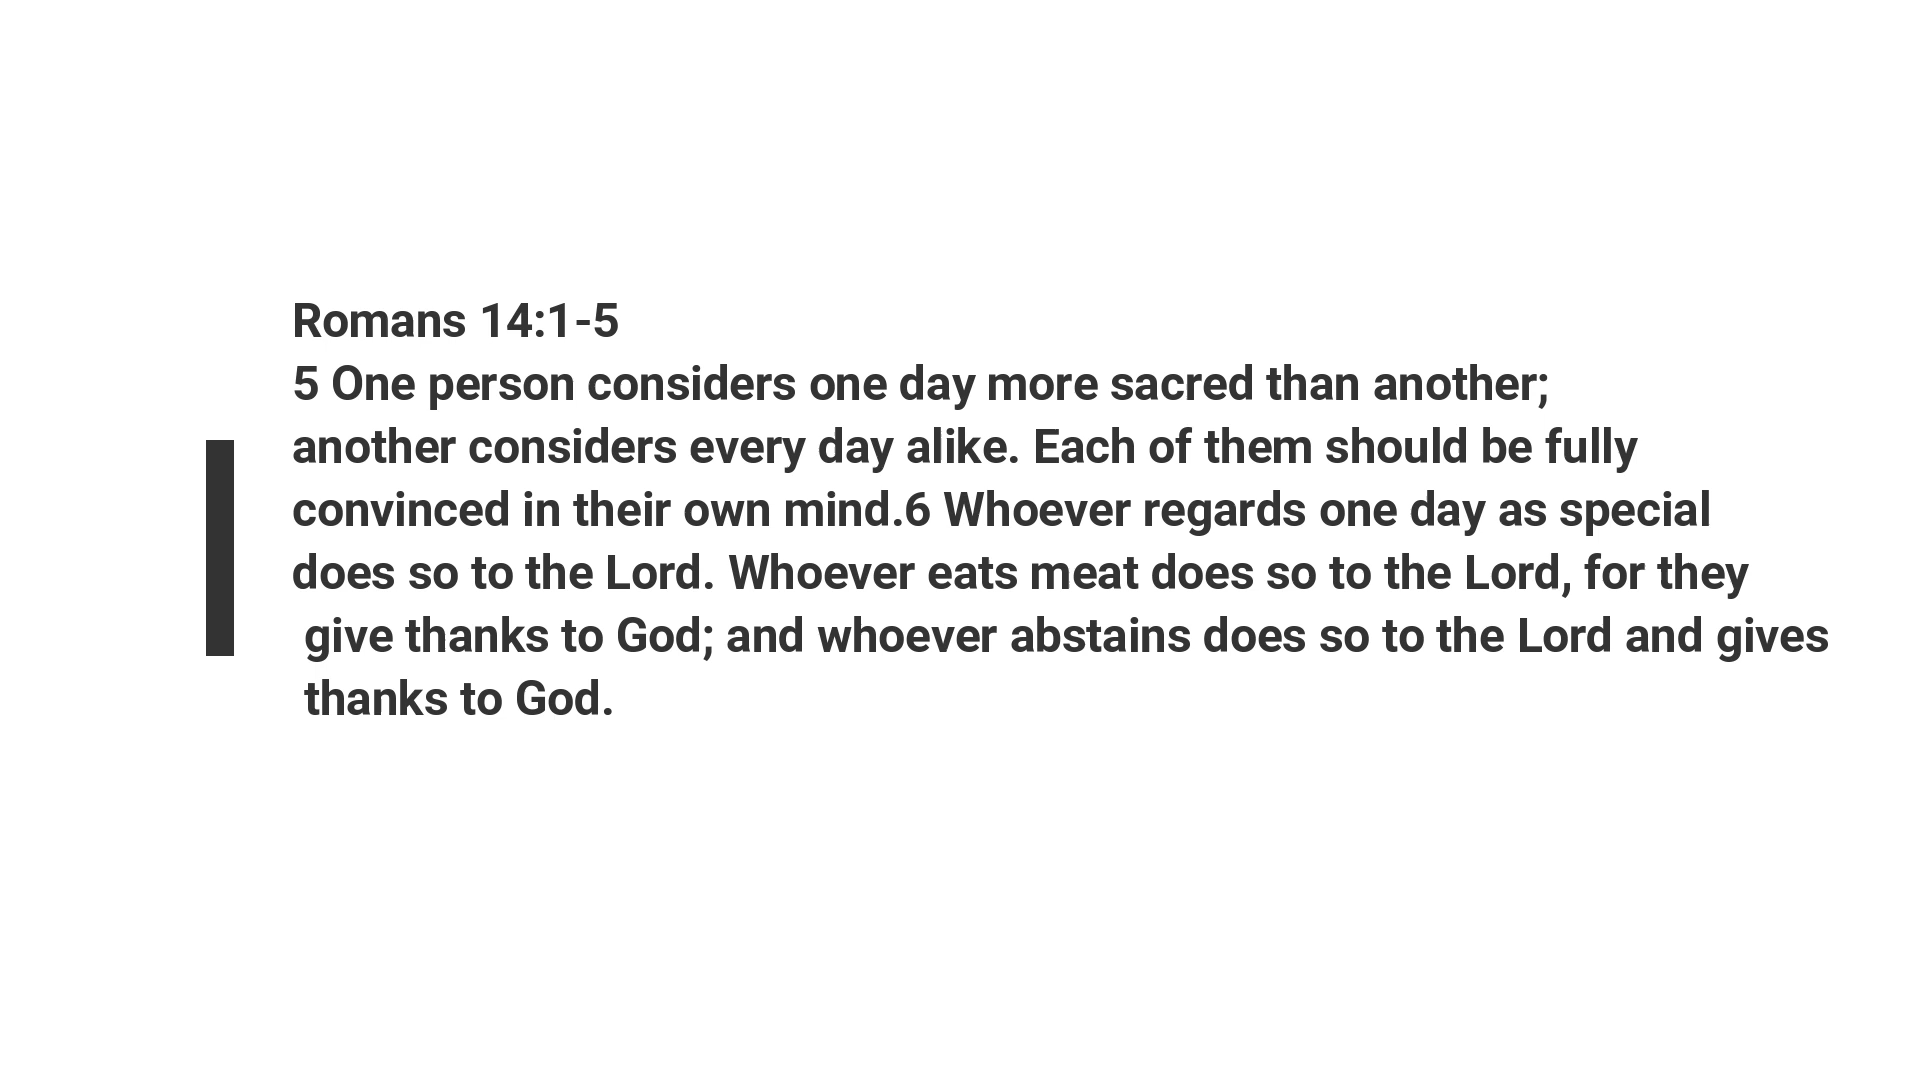 Romans 14:1-5
5 One person considers one day more sacred than another;
another considers every day alike. Each of them should be fully
convinced in their own mind.6 Whoever regards one day as special
does so to the Lord. Whoever eats meat does so to the Lord, for they
give thanks to God; and whoever abstains does so to the Lord and gives
thanks to God.